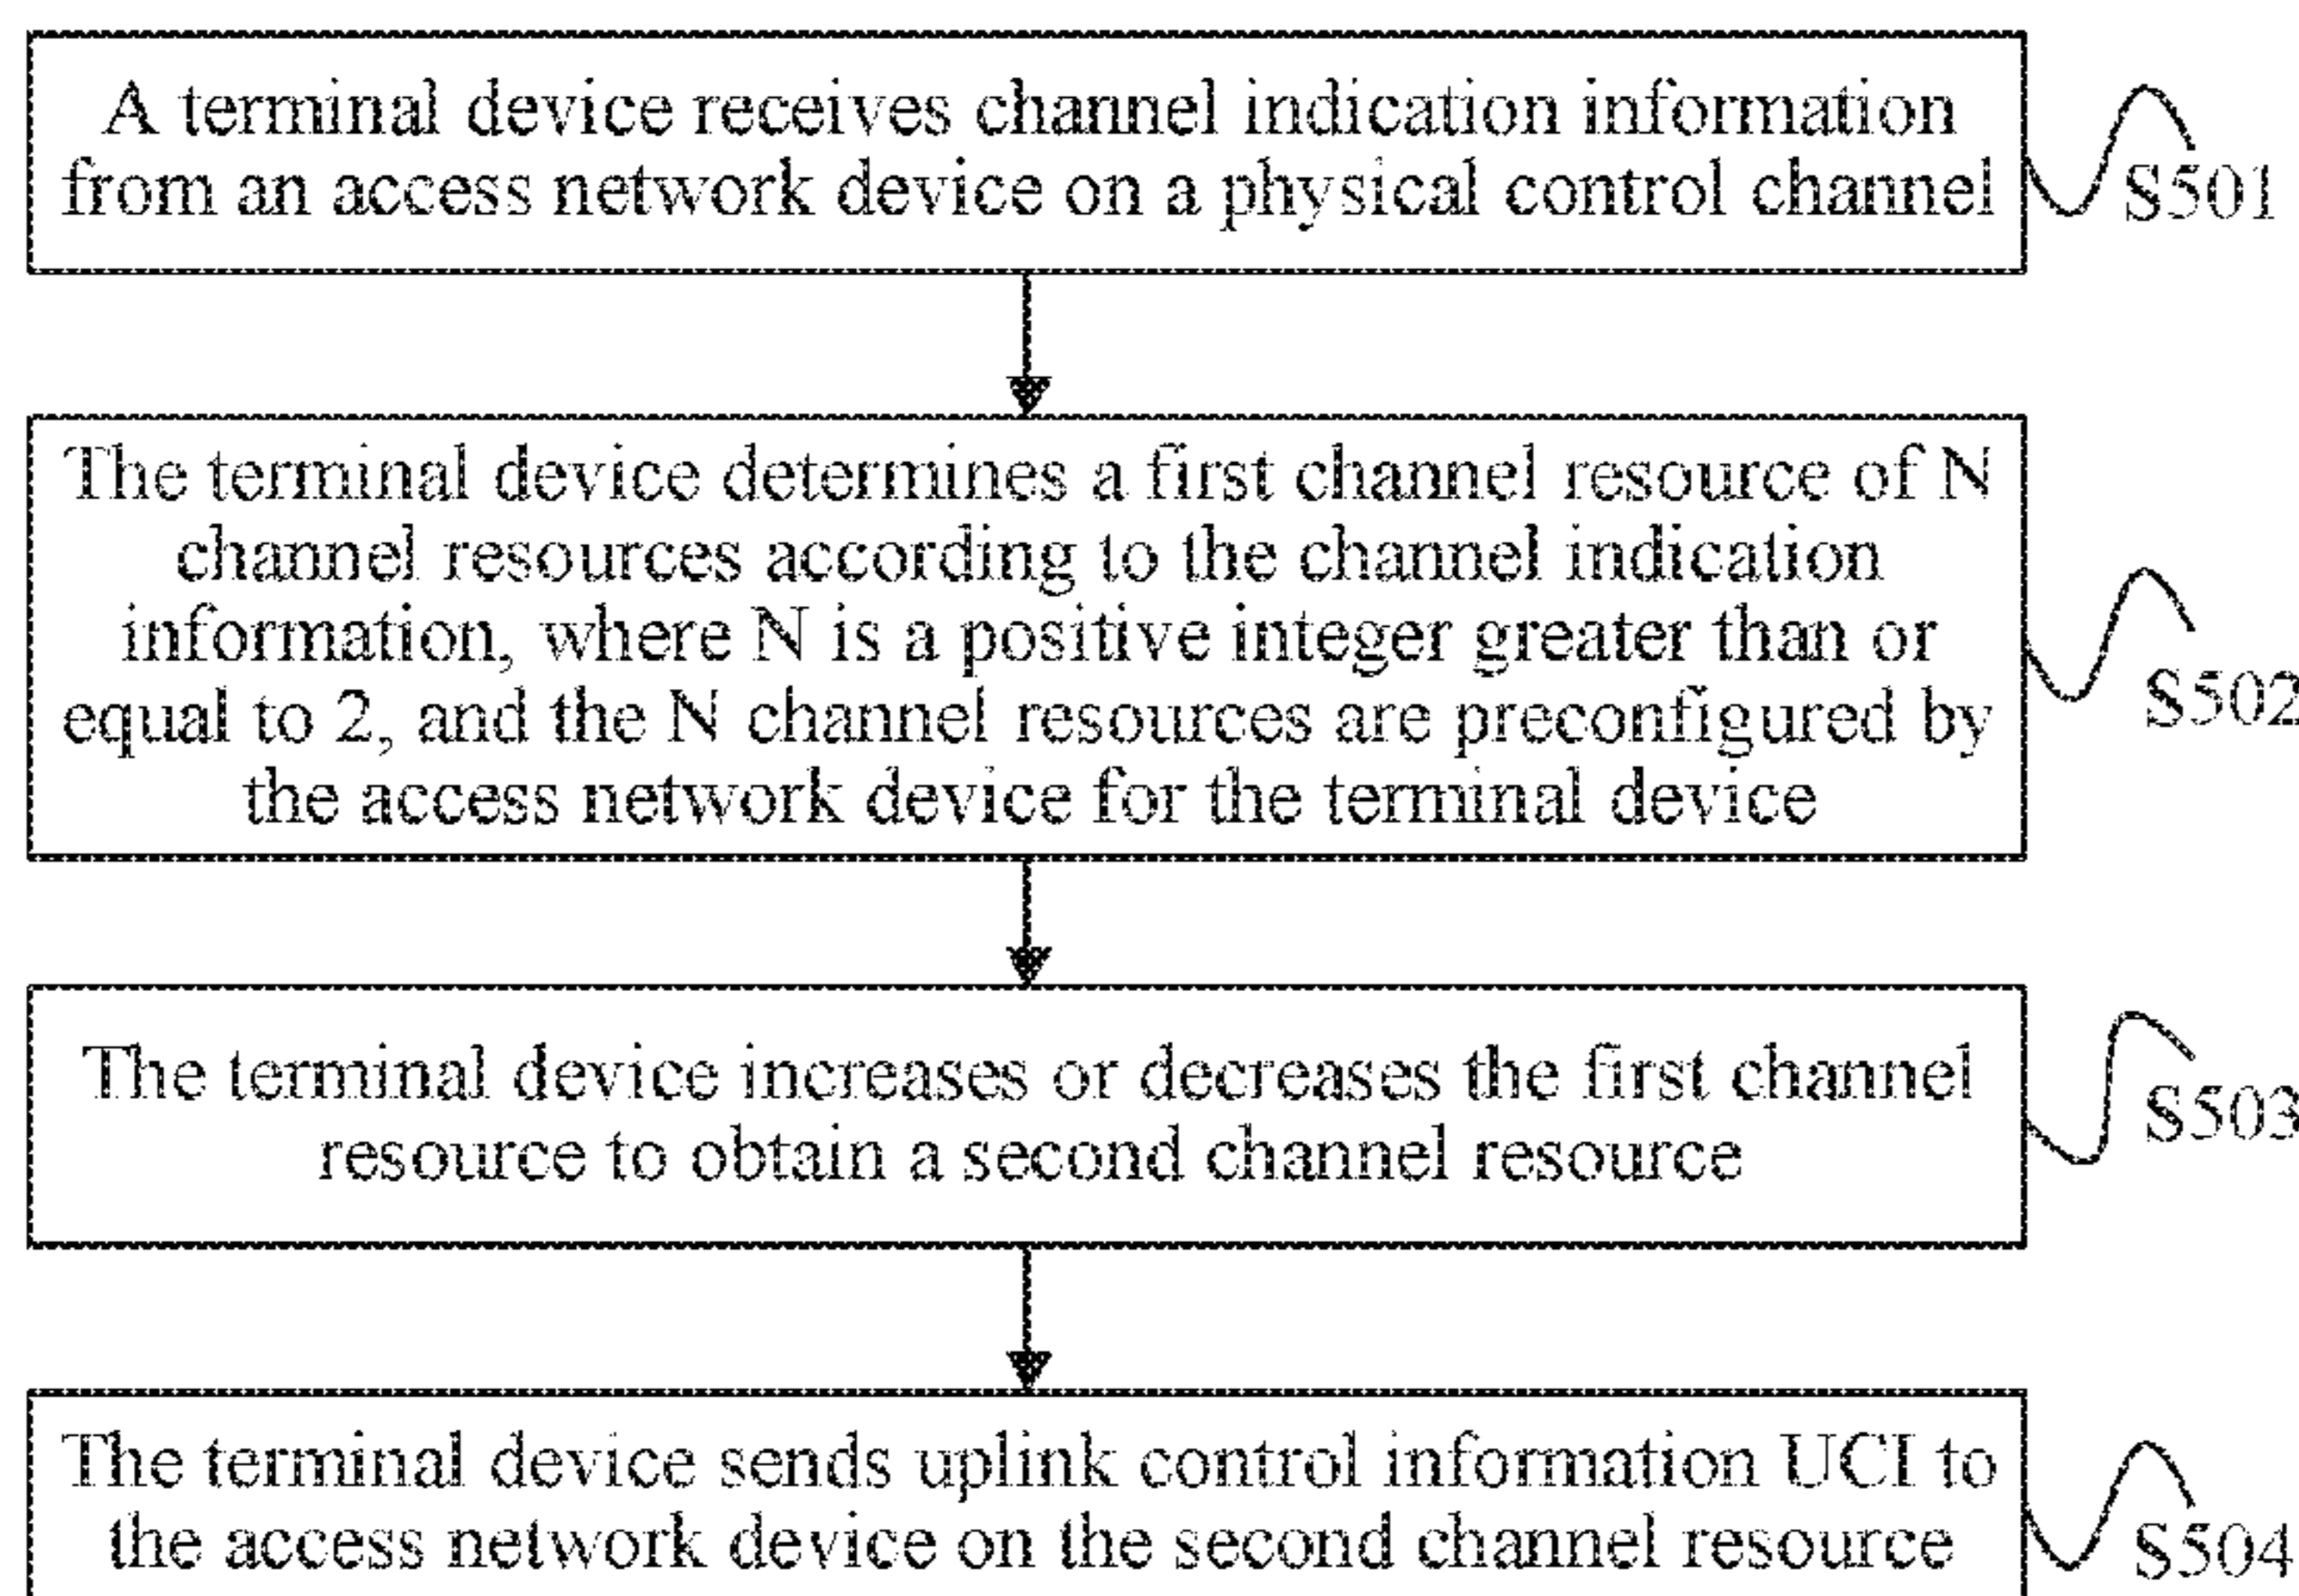 A terminal device receives channel indication information
from an access network device on a physical control channel
S501
The terminal device determines a first channel resource of N
channel resources according to the channel indication
information, where N is a positive integer greater than or
equal to 2, and the N channel resources are preconfigured by
the access network device for the terminal device
S502
The terminal device increases or decreases the first channel
resource to obtain a second channel resource
S503
The terminal device sends uplink control information UCI to
the access network device on the second channel resource
S504